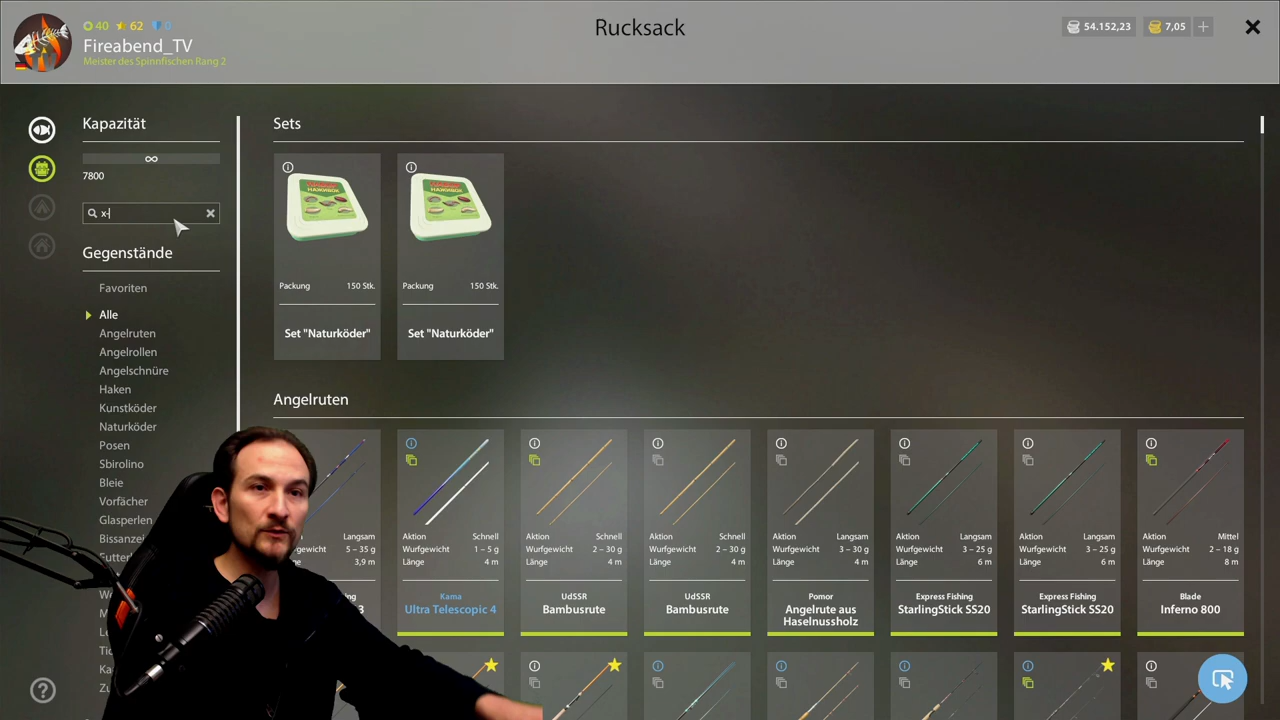 40 62 0
Fireabend_TV
Meister des Spinnfischen Rang 2
Rucksack
54.152,23
7,05
Kapazität
∞
7800
x-
Gegenstände
Favoriten
Alle
Angelruten
Angelrollen
Angelschnüre
Haken
Kunstköder
Naturköder
Posen
Sbirolino
Bleie
Vorfächer
Glasperlen
Sets
Packung 150 Stk.
Set "Naturköder"
Packung 150 Stk.
Set "Naturköder"
Angelruten
Langsam
5 – 35 g
3,9 m
Aktion Schnell
Wurfgewicht 1 – 5 g
Länge 4 m
Kama
Ultra Telescopic 4
Aktion Schnell
Wurfgewicht 2 – 30 g
Länge 4 m
UdSSR
Bambusrute
Aktion Schnell
Wurfgewicht 2 – 30 g
Länge 4 m
UdSSR
Bambusrute
Aktion Langsam
Wurfgewicht 3 – 30 g
Länge 4 m
Pomor
Angelrute aus
Haselnussholz
Aktion Langsam
Wurfgewicht 3 – 25 g
Länge 6 m
Express Fishing
StarlingStick SS20
Aktion Langsam
Wurfgewicht 3 – 25 g
Länge 6 m
Express Fishing
StarlingStick SS20
Aktion Mittel
Wurfgewicht 2 – 18 g
Länge 8 m
Blade
Inferno 800